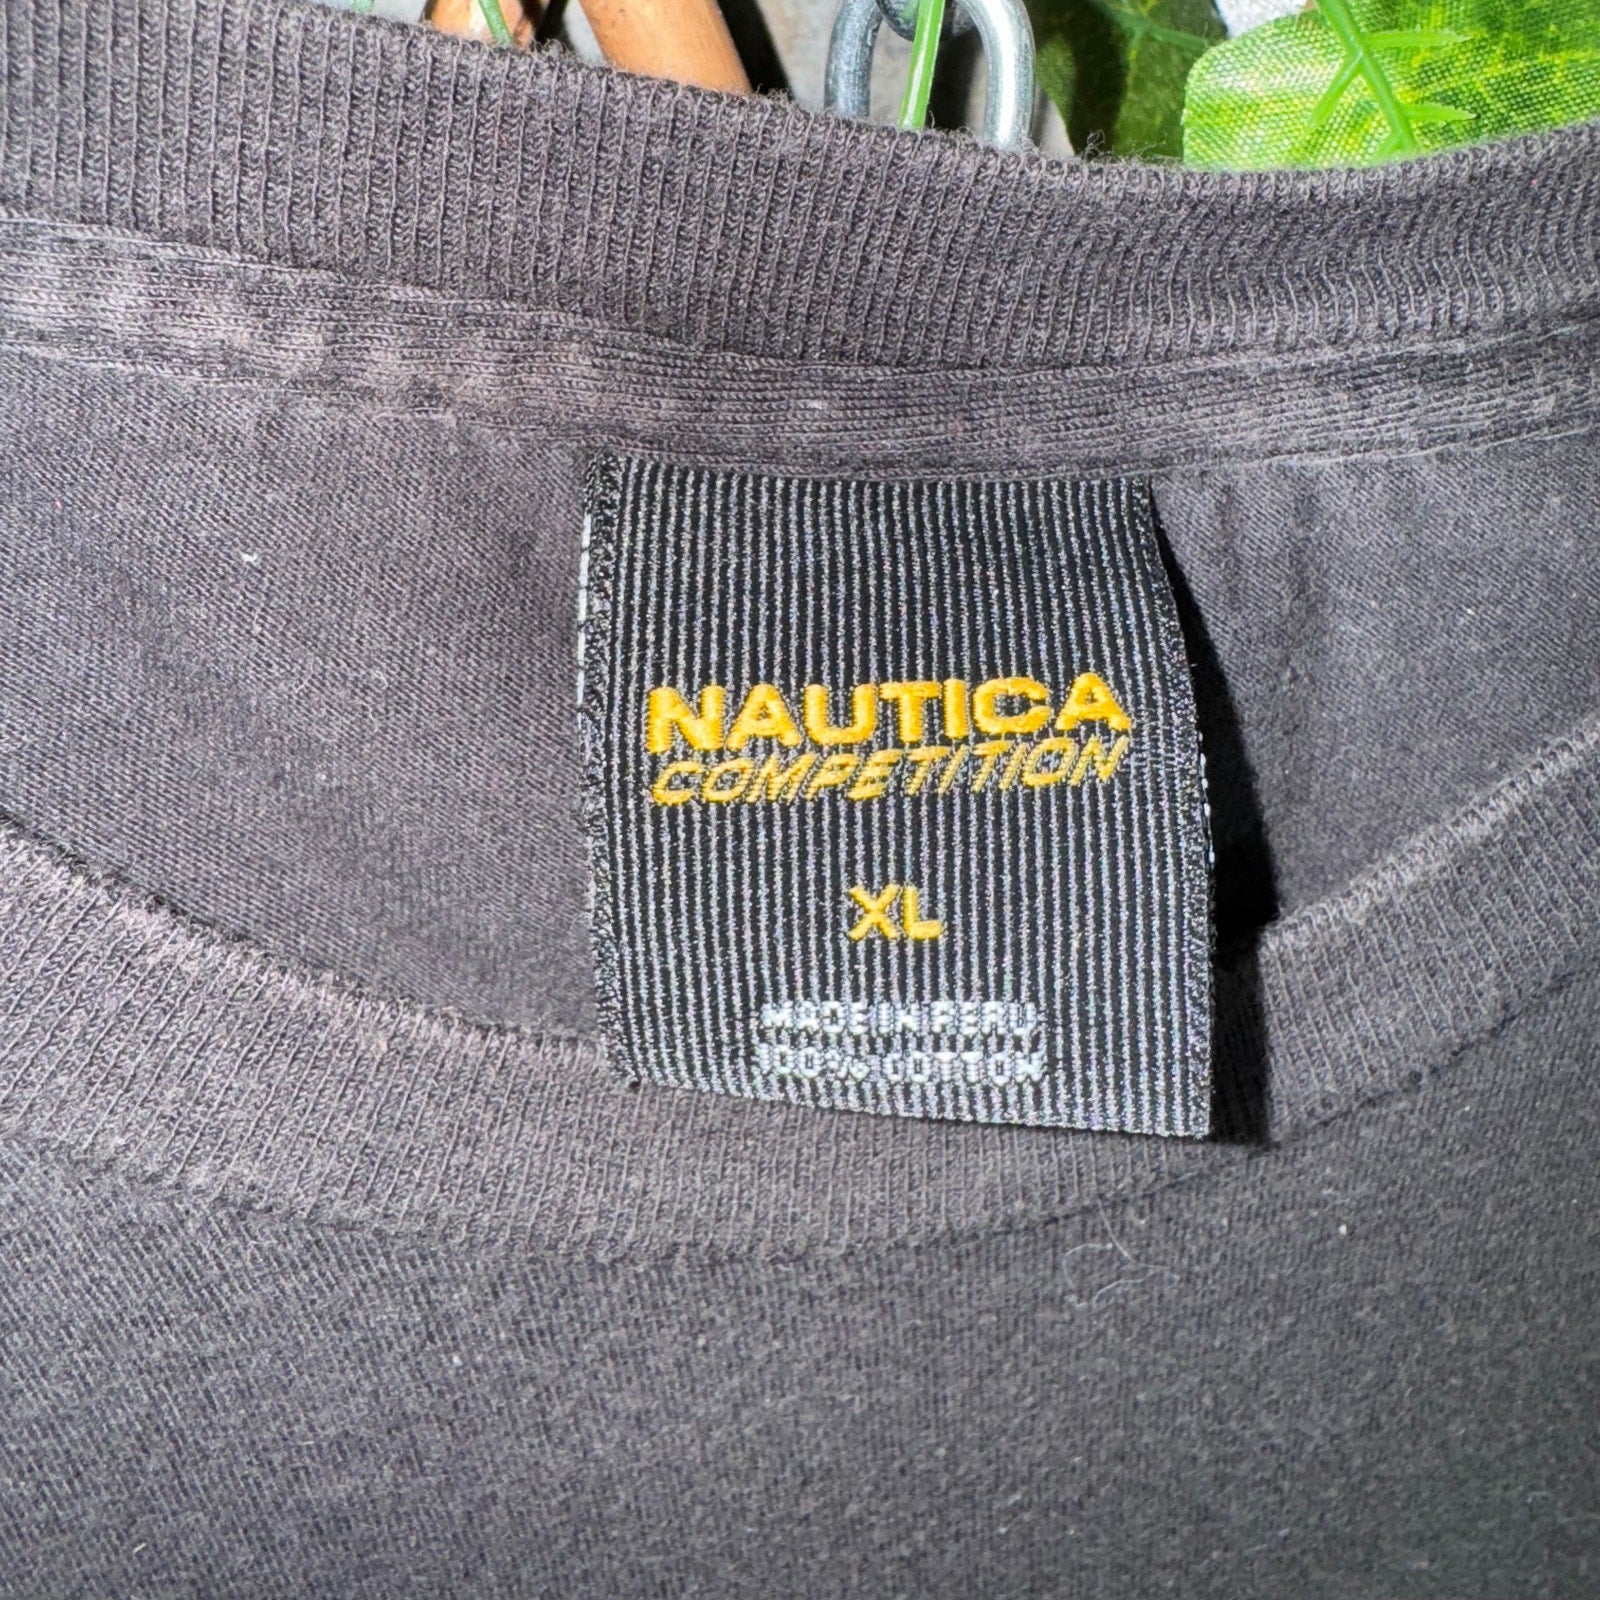 NAUTICA
COMPETITION
XL
MADE IN PERU
100% COTTON